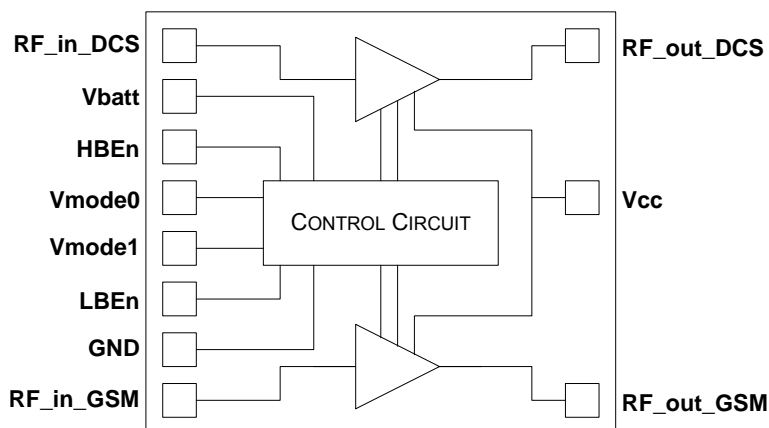 RF_in_DCS
RF_out_DCS
Vbatt
HBEn
Vmode0
Vcc
CONTROL CIRCUIT
Vmode1
LBEn
GND
RF_in_GSM
RF_out_GSM